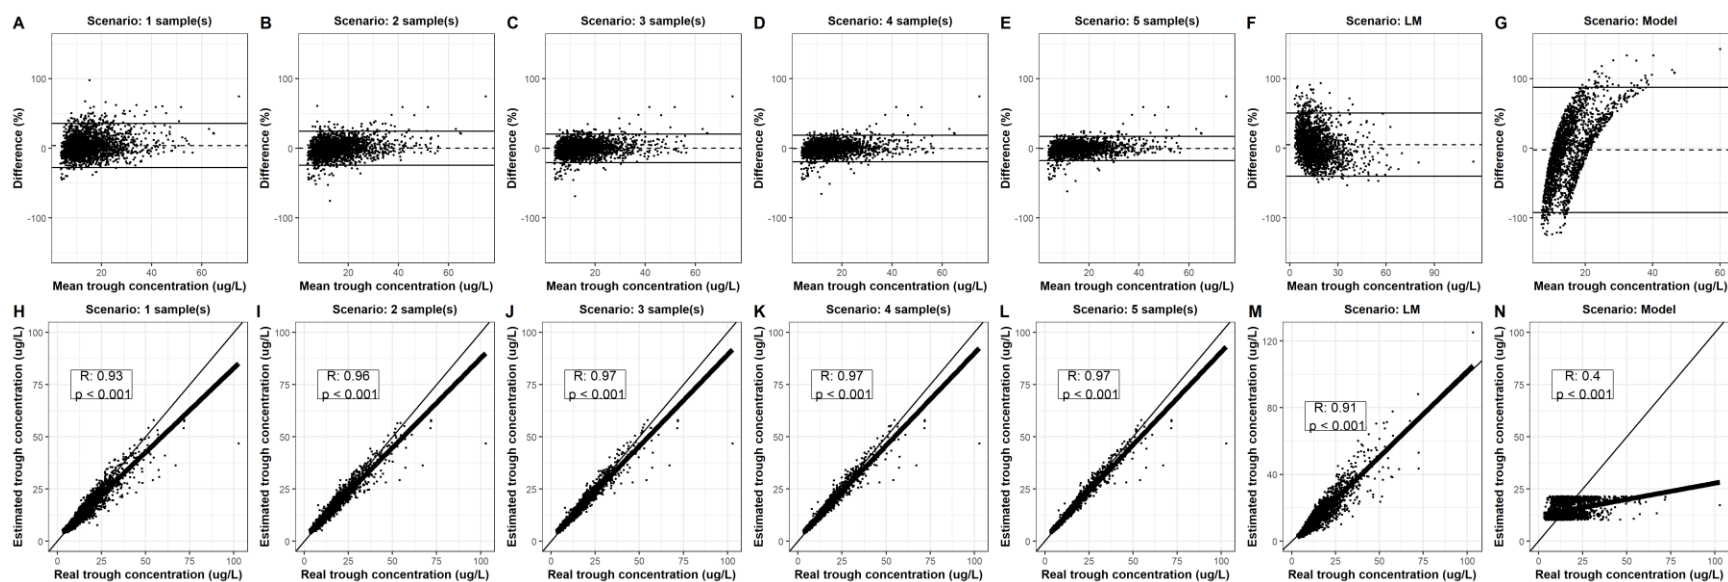 A Scenario: 1 sample(s)
Difference (%)
100
0
-100
20 40 60
Mean trough concentration (ug/L)
B Scenario: 2 sample(s)
Difference (%)
100
0
-100
20 40 60
Mean trough concentration (ug/L)
C Scenario: 3 sample(s)
Difference (%)
100
0
-100
20 40 60
Mean trough concentration (ug/L)
D Scenario: 4 sample(s)
Difference (%)
100
0
-100
20 40 60
Mean trough concentration (ug/L)
E Scenario: 5 sample(s)
Difference (%)
100
0
-100
20 40 60
Mean trough concentration (ug/L)
F Scenario: LM
Difference (%)
100
0
-100
0 30 60 90
Mean trough concentration (ug/L)
G Scenario: Model
Difference (%)
100
0
-100
20 40 60
Mean trough concentration (ug/L)
H Scenario: 1 sample(s)
Estimated trough concentration (ug/L)
100
75
50
25
0
R: 0.93
p < 0.001
0 25 50 75 100
Real trough concentration (ug/L)
I Scenario: 2 sample(s)
Estimated trough concentration (ug/L)
100
75
50
25
0
R: 0.96
p < 0.001
0 25 50 75 100
Real trough concentration (ug/L)
J Scenario: 3 sample(s)
Estimated trough concentration (ug/L)
100
75
50
25
0
R: 0.97
p < 0.001
0 25 50 75 100
Real trough concentration (ug/L)
K Scenario: 4 sample(s)
Estimated trough concentration (ug/L)
100
75
50
25
0
R: 0.97
p < 0.001
0 25 50 75 100
Real trough concentration (ug/L)
L Scenario: 5 sample(s)
Estimated trough concentration (ug/L)
100
75
50
25
0
R: 0.97
p < 0.001
0 25 50 75 100
Real trough concentration (ug/L)
M Scenario: LM
Estimated trough concentration (ug/L)
120
80
40
0
R: 0.91
p < 0.001
0 25 50 75 100
Real trough concentration (ug/L)
N Scenario: Model
Estimated trough concentration (ug/L)
100
75
50
25
0
R: 0.4
p < 0.001
0 25 50 75 100
Real trough concentration (ug/L)